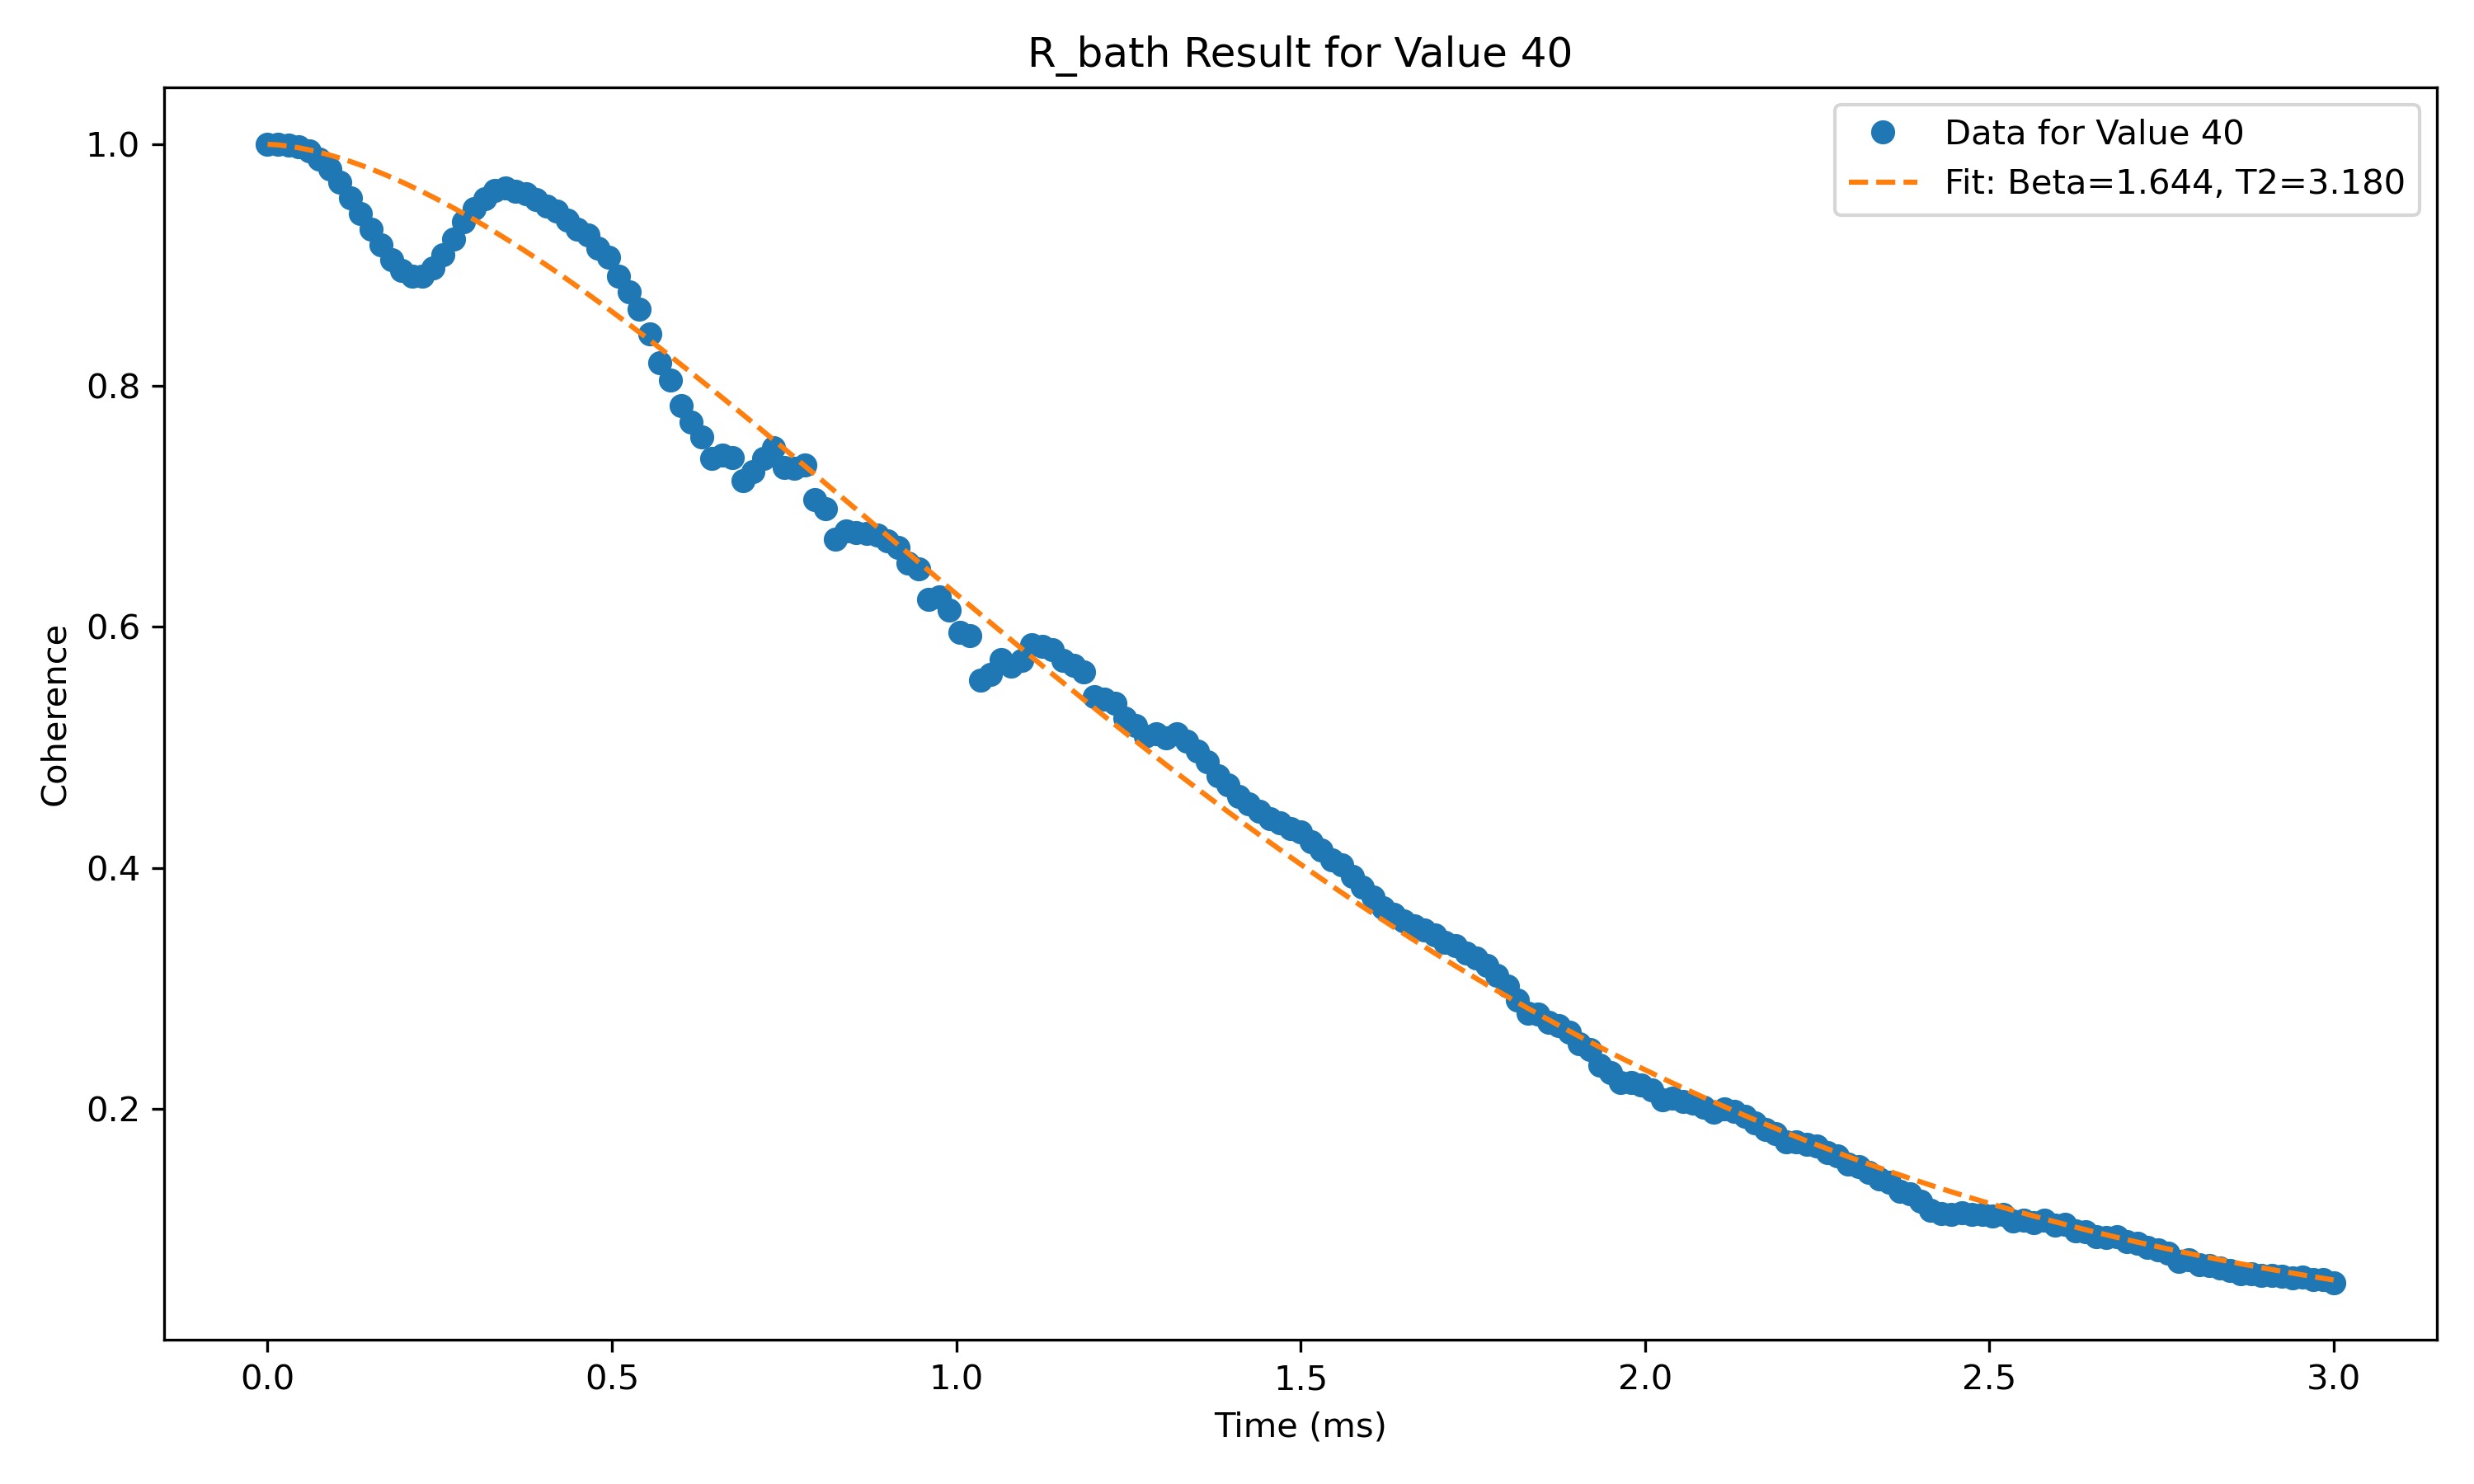 R_bath Result for Value 40
Data for Value 40
Fit: Beta=1.644, T2=3.180
1.0
0.8
0.6
0.4
0.2
Coherence
0.0 0.5 1.0 1.5 2.0 2.5 3.0
Time (ms)